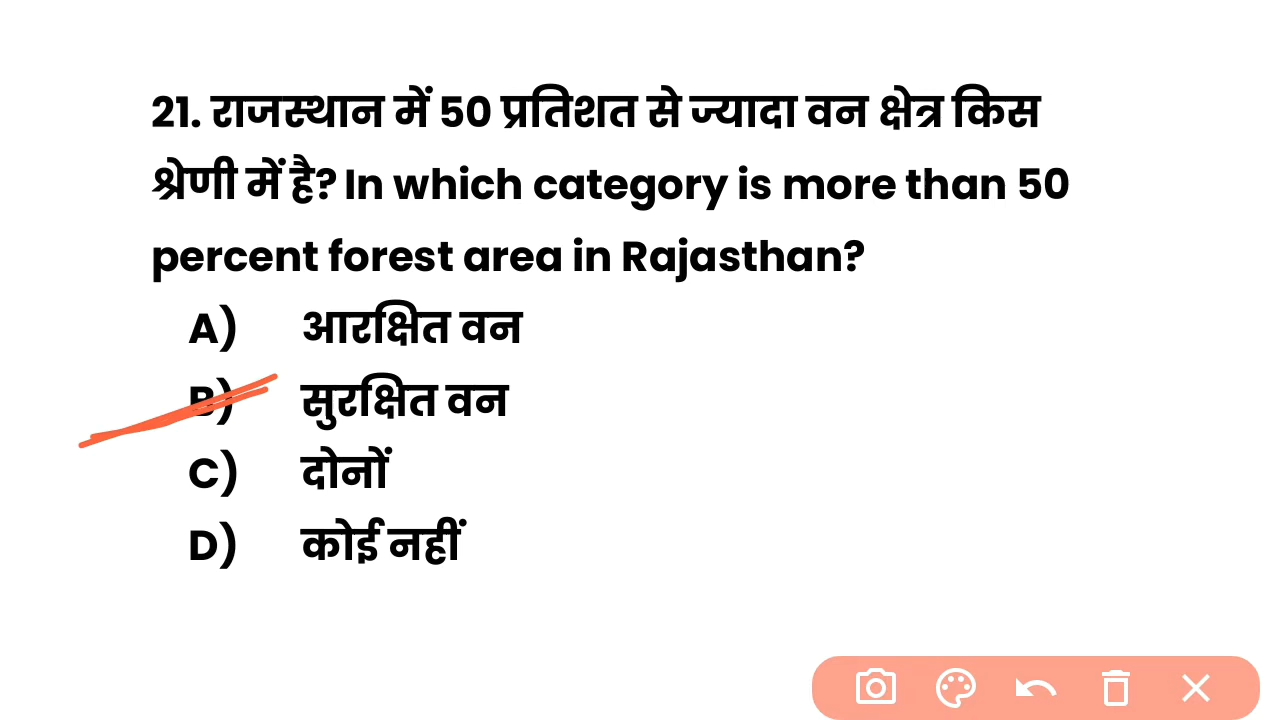 21. राजस्थान में 50 प्रतिशत से ज्यादा वन क्षेत्र किस
श्रेणी में है? In which category is more than 50
percent forest area in Rajasthan?
A) आरक्षित वन
B) सुरक्षित वन
C) दोनों
D) कोई नहीं